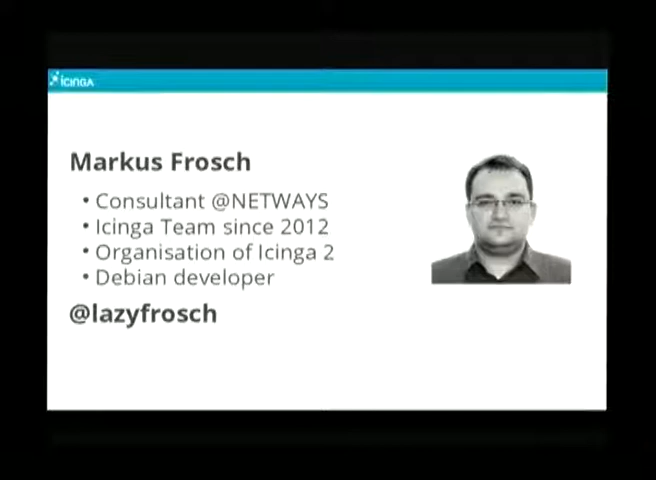 icinga
Markus Frosch
• Consultant @NETWAYS
• Icinga Team since 2012
• Organisation of Icinga 2
• Debian developer
@lazyfrosch